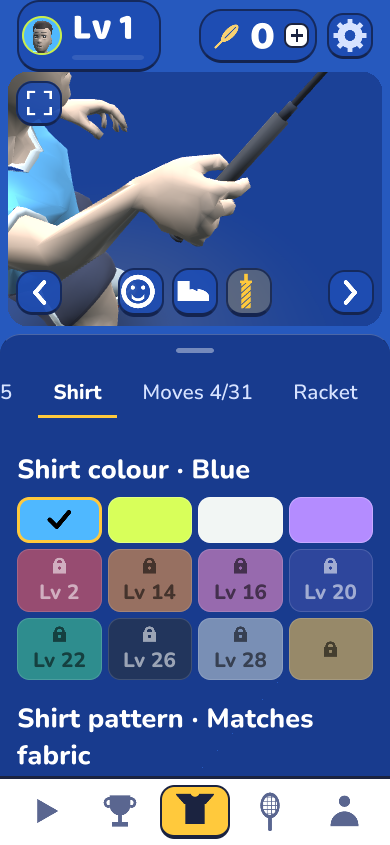 Lv 1
0
5
Shirt
Moves 4/31
Racket
Shirt colour · Blue
Lv 2
Lv 14
Lv 16
Lv 20
Lv 22
Lv 26
Lv 28
Shirt pattern · Matches
fabric